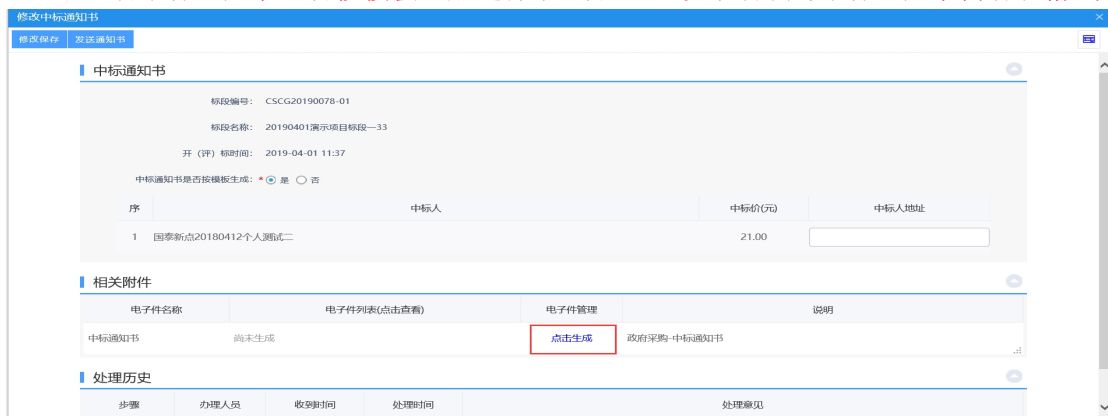 修改中标通知书
修改保存 发送通知书
中标通知书
标段编号: CSCG20190078-01
标段名称: 20190401演示项目标段—33
开（评）标时间: 2019-04-01 11:37
中标通知书是否按模板生成: * 是 否
序 中标人 中标价(元) 中标人地址
1 国泰新点20180412个人测试二 21.00
相关附件
电子件名称 电子件列表(点击查看) 电子件管理 说明
中标通知书 尚未生成 点击生成 政府采购-中标通知书
处理历史
步骤 办理人员 收到时间 处理时间 处理意见